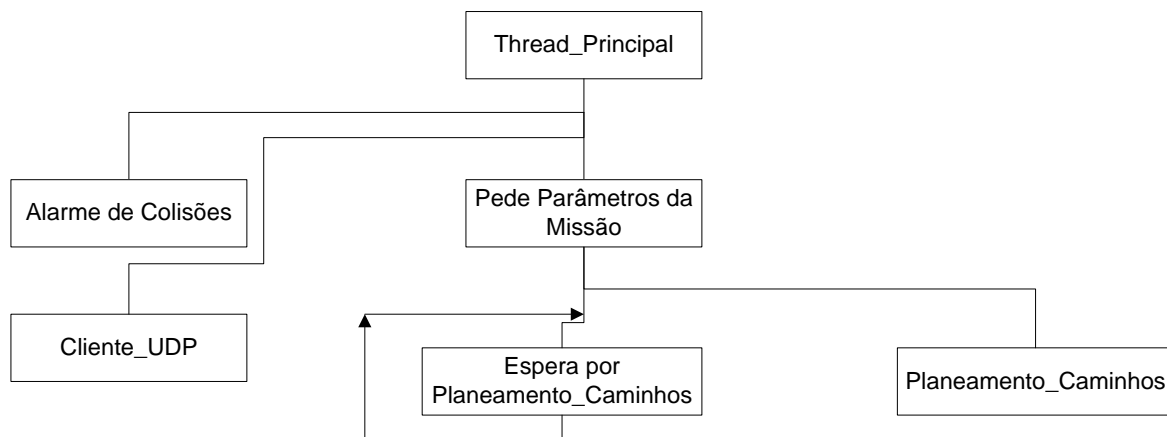 Thread_Principal
Alarme de Colisões
Pede Parâmetros da
Missão
Cliente_UDP
Espera por
Planeamento_Caminhos
Planeamento_Caminhos